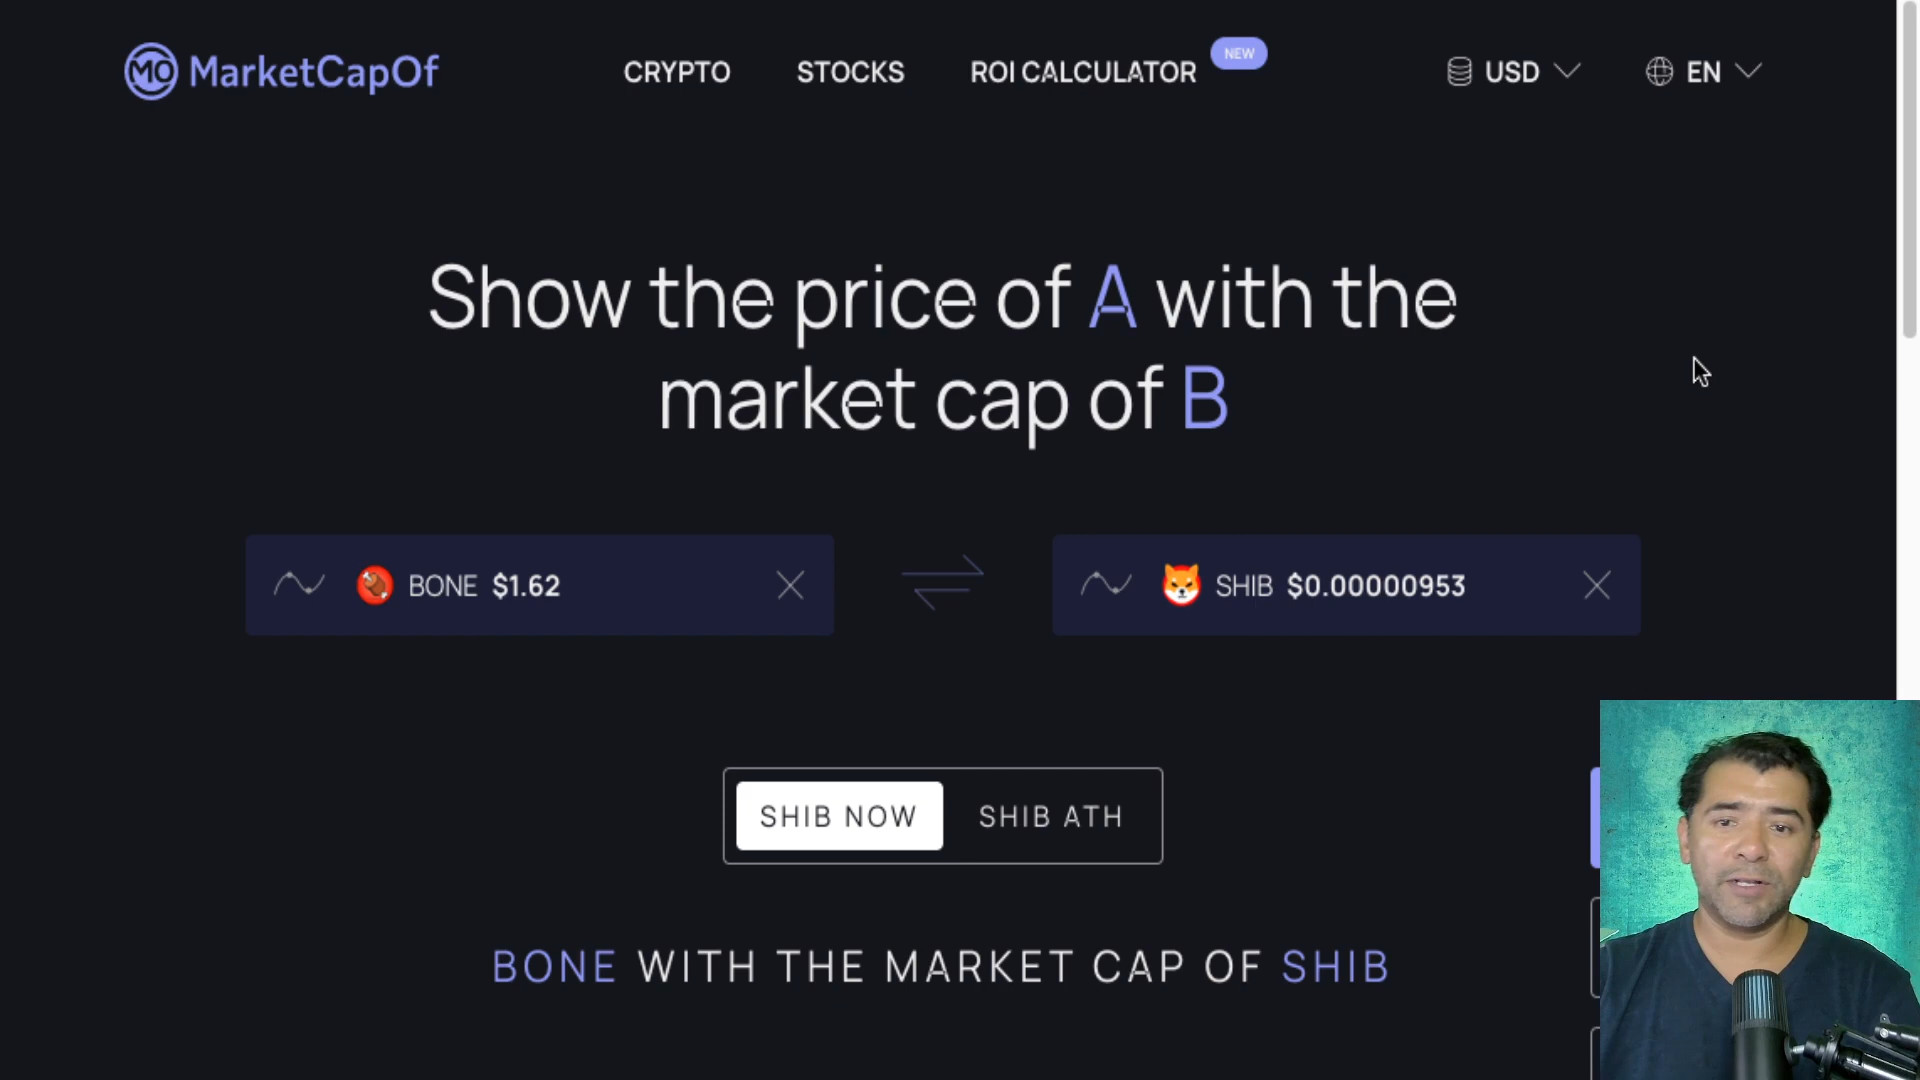 MO MarketCapOf
CRYPTO STOCKS ROI CALCULATOR NEW USD EN
Show the price of A with the
market cap of B
BONE $1.62 SHIB $0.00000953
SHIB NOW SHIB ATH
BONE WITH THE MARKET CAP OF SHIB